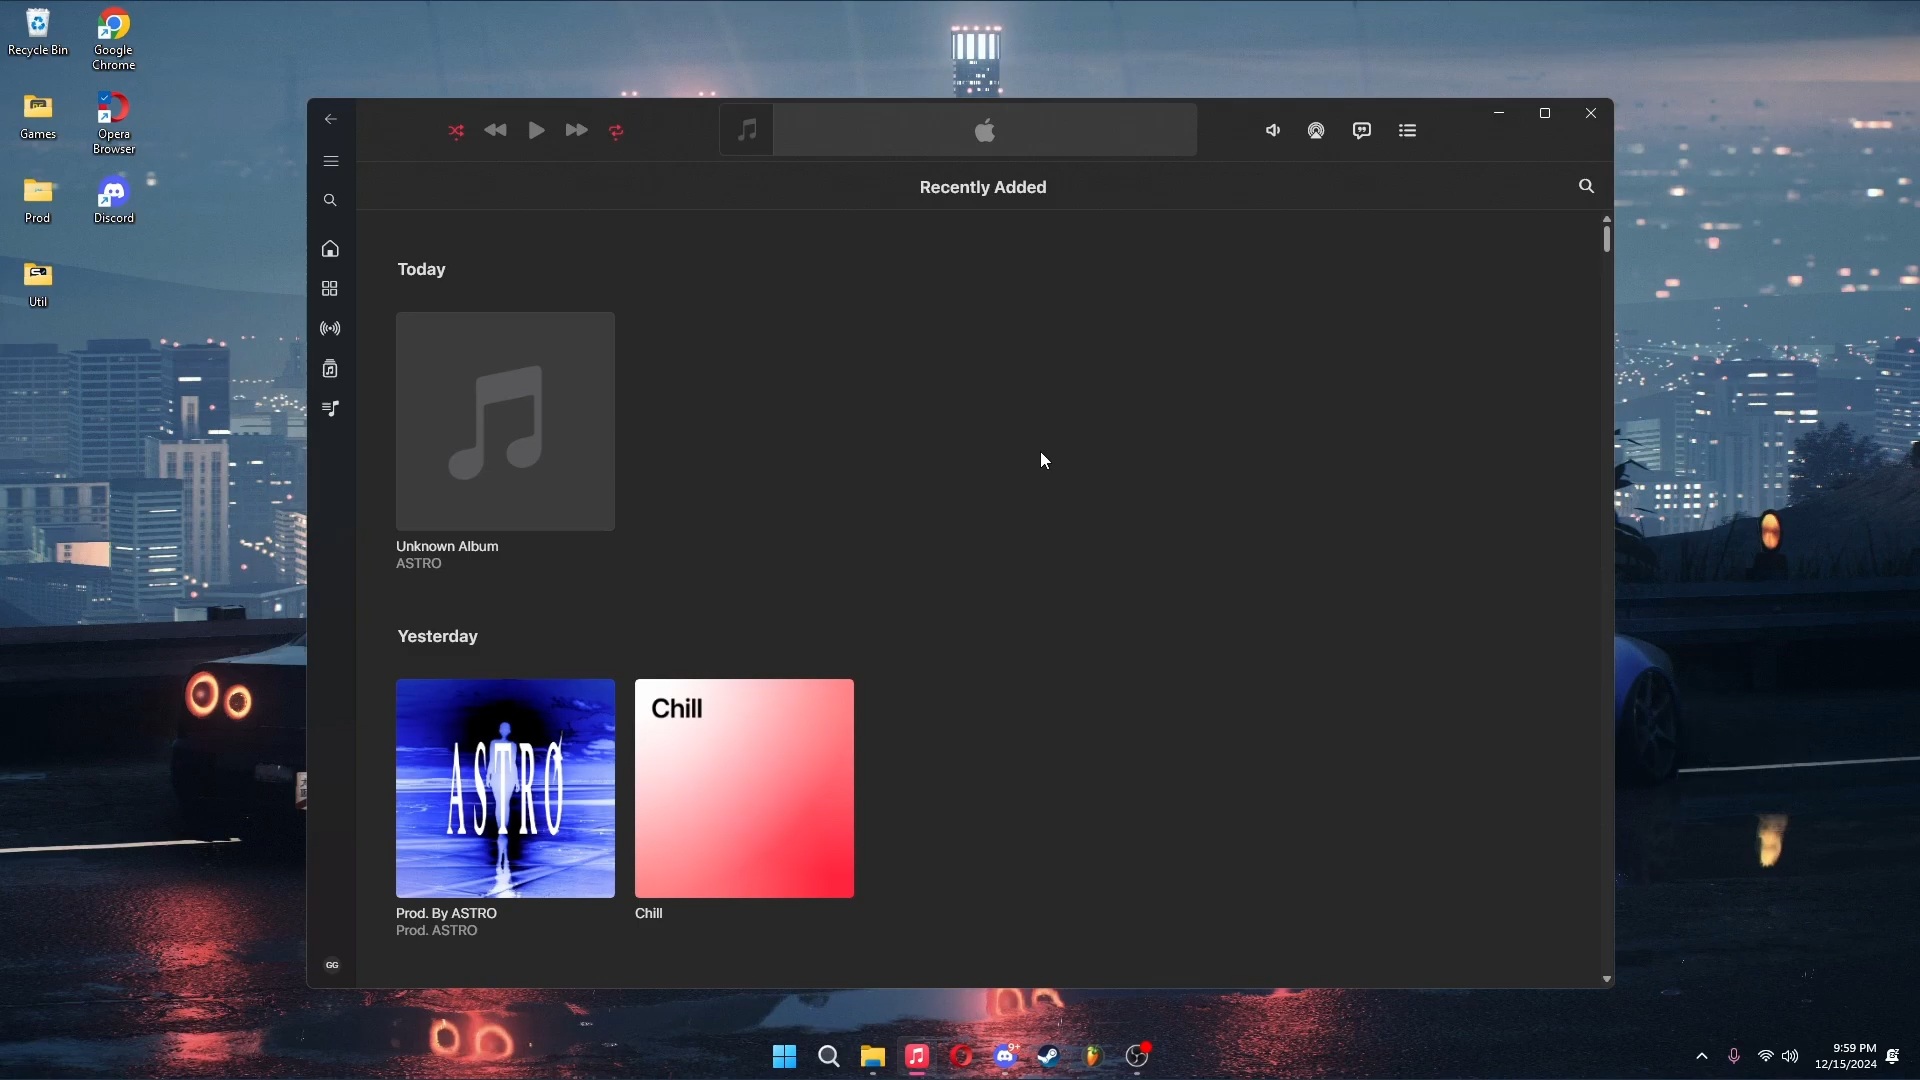 Recycle Bin
Google
Chrome
Games
Opera
Browser
Prod
Discord
Util
Recently Added
Today
Unknown Album
ASTRO
Yesterday
ASTRO
Chill
Prod. By ASTRO
Prod. ASTRO
Chill
GG
9+
9:59 PM
12/15/2024